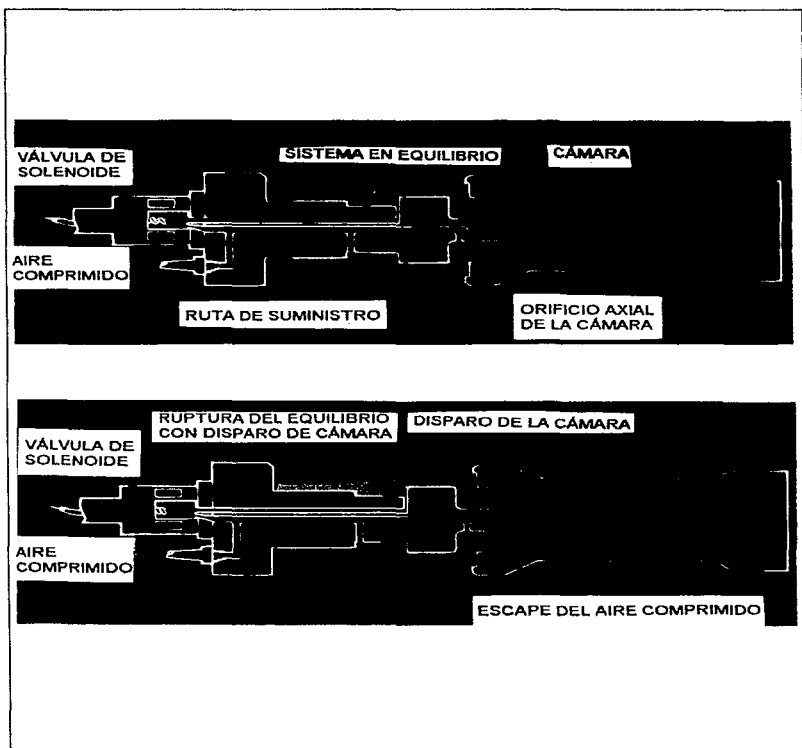 SISTEMA EN EQUILIBRIO
CÁMARA
VÁLVULA DE
SOLENOIDE
AIRE
COMPRIMIDO
RUTA DE SUMINISTRO
ORIFICIO AXIAL
DE LA CÁMARA
RUPTURA DEL EQUILIBRIO
CON DISPARO DE CÁMARA
DISPARO DE LA CÁMARA
VÁLVULA DE
SOLENOIDE
AIRE
COMPRIMIDO
ESCAPE DEL AIRE COMPRIMIDO